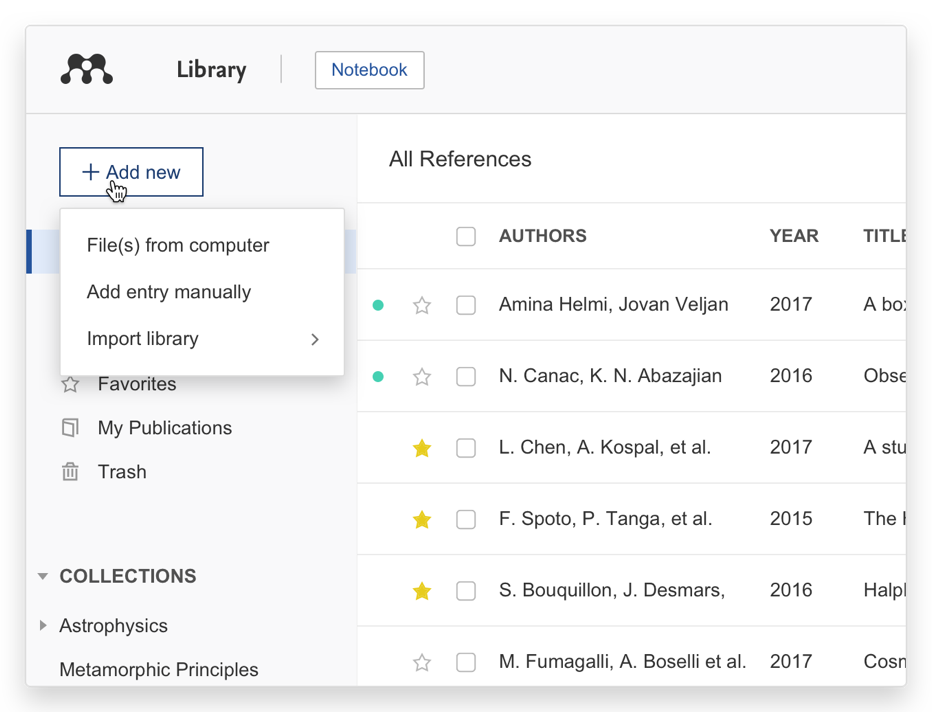 Library
Notebook
+ Add new
File(s) from computer
Add entry manually
Import library
Favorites
My Publications
Trash
COLLECTIONS
Astrophysics
Metamorphic Principles
All References
AUTHORS YEAR TITLE
Amina Helmi, Jovan Veljan 2017 A box
N. Canac, K. N. Abazajian 2016 Obse
L. Chen, A. Kospal, et al. 2017 A stu
F. Spoto, P. Tanga, et al. 2015 The
S. Bouquillon, J. Desmars, 2016 Halpl
M. Fumagalli, A. Boselli et al. 2017 Cosm